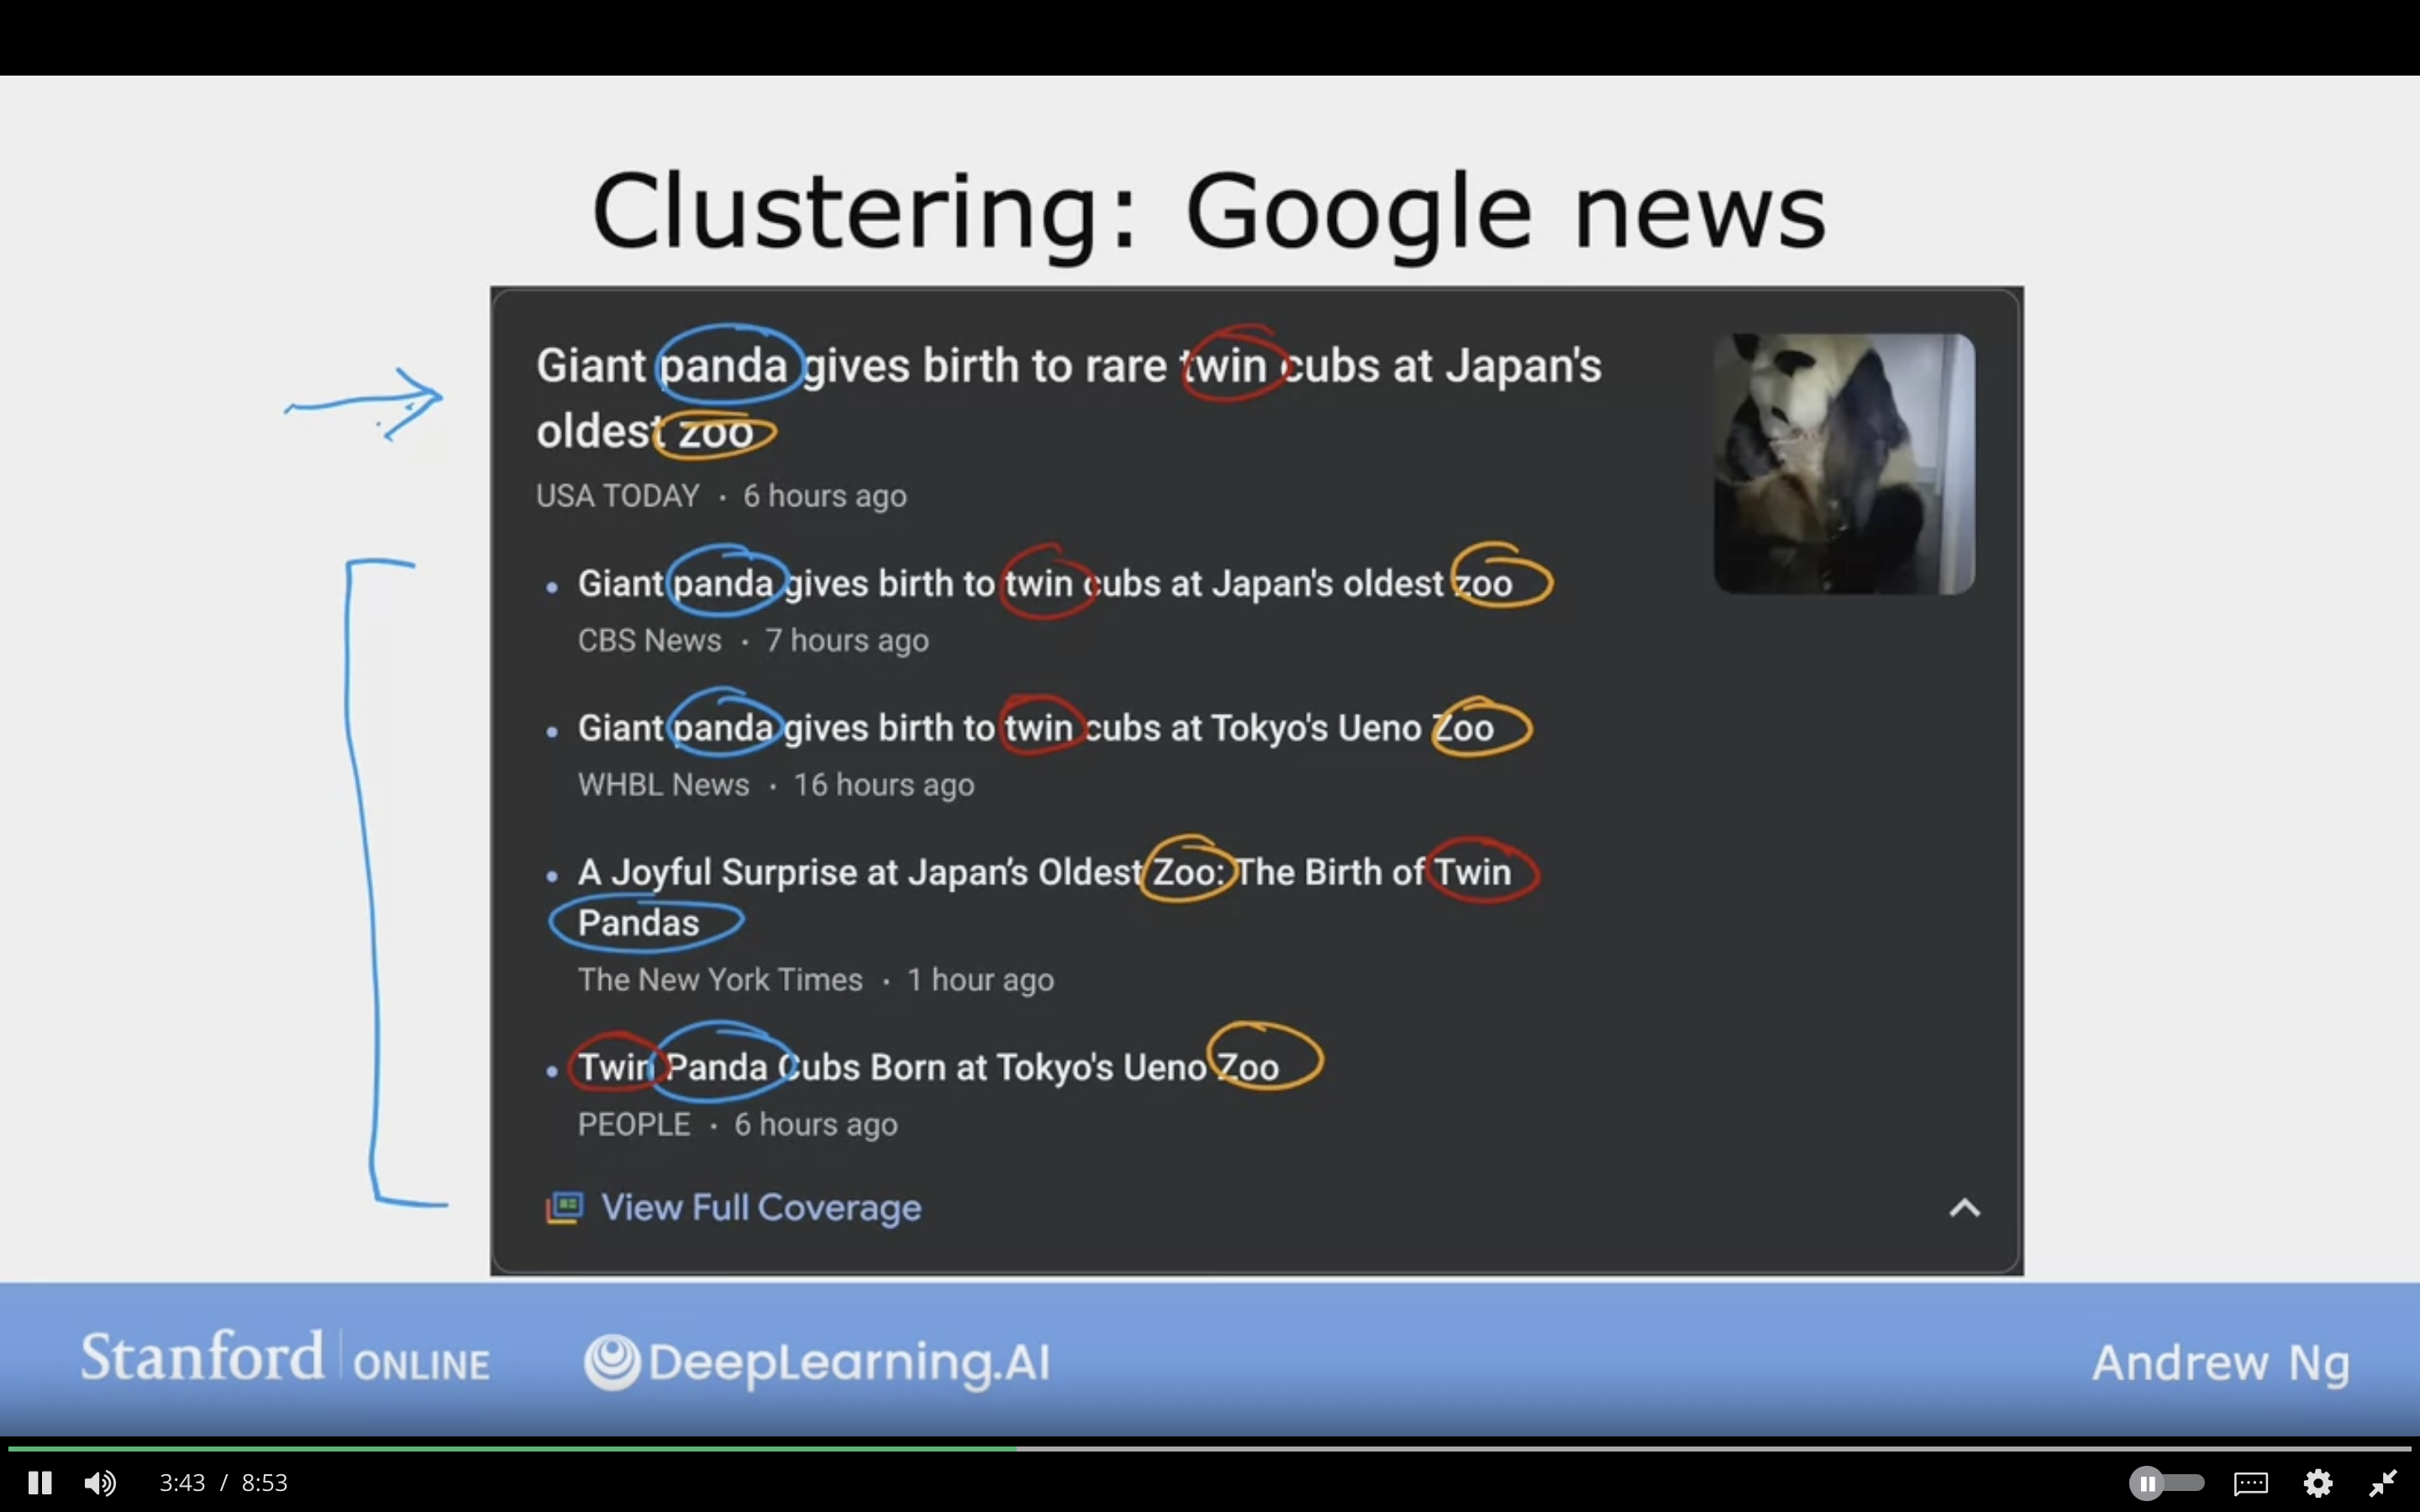 Clustering: Google news
Giant panda gives birth to rare twin cubs at Japan's
oldest zoo
USA TODAY · 6 hours ago
• Giant panda gives birth to twin cubs at Japan's oldest zoo
CBS News · 7 hours ago
• Giant panda gives birth to twin cubs at Tokyo's Ueno Zoo
WHBL News · 16 hours ago
• A Joyful Surprise at Japan’s Oldest Zoo: The Birth of Twin
Pandas
The New York Times · 1 hour ago
• Twin Panda Cubs Born at Tokyo's Ueno Zoo
PEOPLE · 6 hours ago
View Full Coverage
Stanford | ONLINE DeepLearning.AI Andrew Ng
3:43 / 8:53